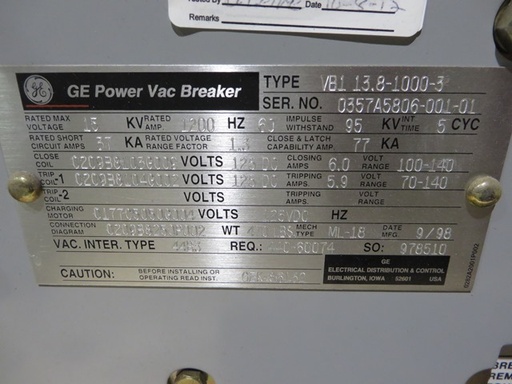 Date 10-8-12
Remarks
GE Power Vac Breaker TYPE VB1 13.8-1000-3
SER. NO. 0357A5806-001-01
RATED MAX VOLTAGE 15 KV RATED AMP. 1200 HZ 60 IMPULSE WITHSTAND 95 KV INT TIME 5 CYC
RATED SHORT CIRCUIT AMPS 37 KA RATED VOLTAGE RANGE FACTOR 1.3 CLOSE & LATCH CAPABILITY AMP. 77 KA
CLOSE COIL VOLTS CLOSING AMPS 6.0 VOLT RANGE 100-140
TRIP COIL-1 VOLTS TRIPPING AMPS 5.9 VOLT RANGE 70-140
TRIP COIL-2 VOLTS TRIPPING AMPS VOLT RANGE
CHARGING MOTOR HZ
CONNECTION DIAGRAM WT LBS MECH TYPE ML-18 DATE MFG. 9/98
VAC. INTER. TYPE REQ.: SO: 978510
CAUTION: BEFORE INSTALLING OR OPERATING READ INST.
GE
ELECTRICAL DISTRIBUTION & CONTROL
BURLINGTON, IOWA 52601 USA